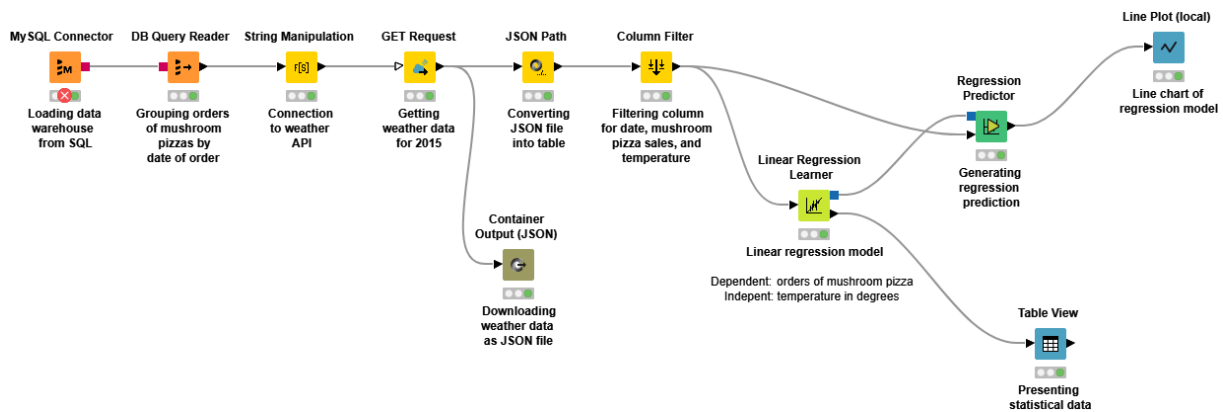 MySQL Connector
Loading data
warehouse
from SQL
DB Query Reader
Grouping orders
of mushroom
pizzas by
date of order
String Manipulation
Connection
to weather
API
GET Request
Getting
weather data
for 2015
JSON Path
Converting
JSON file
into table
Column Filter
Filtering column
for date, mushroom
pizza sales, and
temperature
Container
Output (JSON)
Downloading
weather data
as JSON file
Linear Regression
Learner
Linear regression model
Dependent: orders of mushroom pizza
Indepent: temperature in degrees
Regression
Predictor
Generating
regression
prediction
Line Plot (local)
Line chart of
regression model
Table View
Presenting
statistical data
M
f[S]